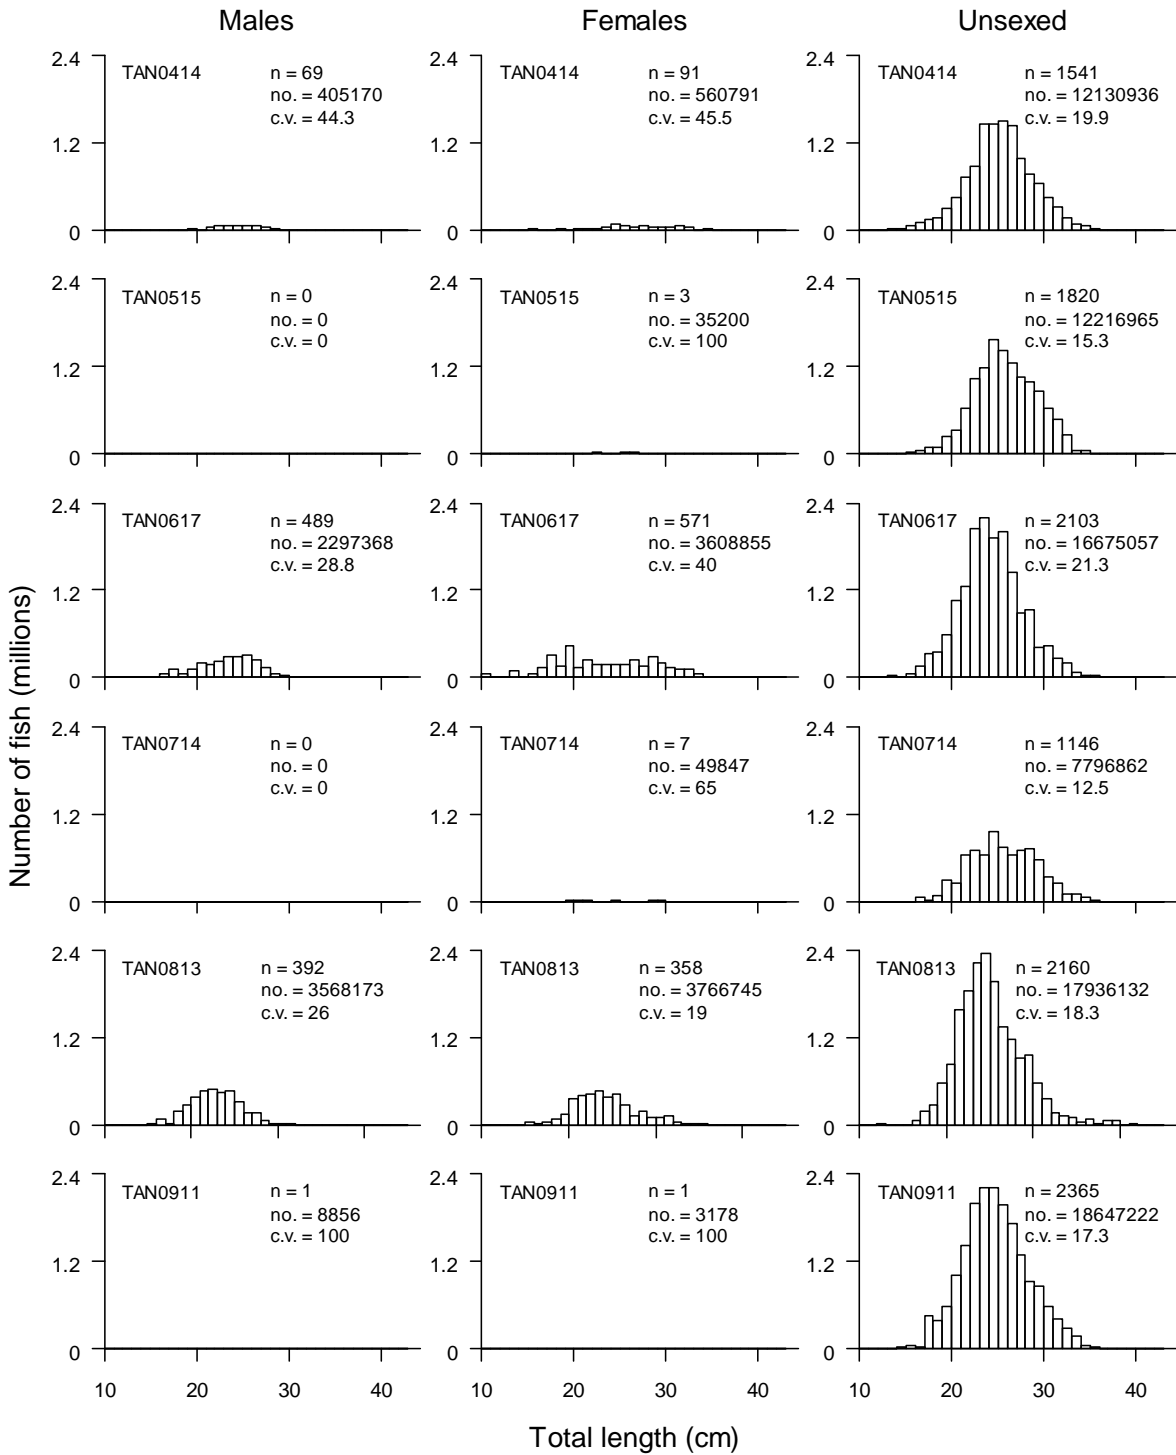 Males Females Unsexed
Number of fish (millions)
2.4 2.4 2.4
TAN0414 n = 69 TAN0414 n = 91 TAN0414 n = 1541
no. = 405170 no. = 560791 no. = 12130936
c.v. = 44.3 c.v. = 45.5 c.v. = 19.9
1.2 1.2 1.2
0 0 0
2.4 2.4 2.4
TAN0515 n = 0 TAN0515 n = 3 TAN0515 n = 1820
no. = 0 no. = 35200 no. = 12216965
c.v. = 0 c.v. = 100 c.v. = 15.3
1.2 1.2 1.2
0 0 0
2.4 2.4 2.4
TAN0617 n = 489 TAN0617 n = 571 TAN0617 n = 2103
no. = 2297368 no. = 3608855 no. = 16675057
c.v. = 28.8 c.v. = 40 c.v. = 21.3
1.2 1.2 1.2
0 0 0
2.4 2.4 2.4
TAN0714 n = 0 TAN0714 n = 7 TAN0714 n = 1146
no. = 0 no. = 49847 no. = 7796862
c.v. = 0 c.v. = 65 c.v. = 12.5
1.2 1.2 1.2
0 0 0
2.4 2.4 2.4
TAN0813 n = 392 TAN0813 n = 358 TAN0813 n = 2160
no. = 3568173 no. = 3766745 no. = 17936132
c.v. = 26 c.v. = 19 c.v. = 18.3
1.2 1.2 1.2
0 0 0
2.4 2.4 2.4
TAN0911 n = 1 TAN0911 n = 1 TAN0911 n = 2365
no. = 8856 no. = 3178 no. = 18647222
c.v. = 100 c.v. = 100 c.v. = 17.3
1.2 1.2 1.2
0 0 0
10 20 30 40 10 20 30 40 10 20 30 40
Total length (cm)